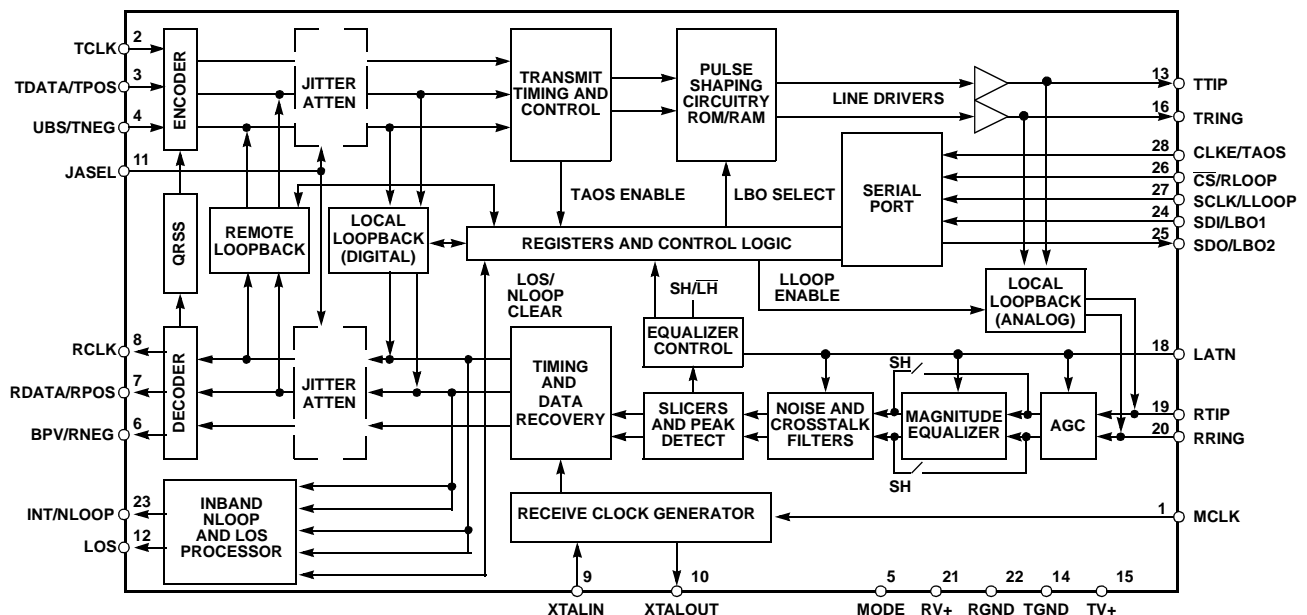 TCLK
2
TDATA/TPOS
3
UBS/TNEG
4
JASEL
11
ENCODER
JITTER
ATTEN
TRANSMIT
TIMING AND
CONTROL
PULSE
SHAPING
CIRCUITRY
ROM/RAM
LINE DRIVERS
13
TTIP
16
TRING
28
CLKE/TAOS
26
CS/RLOOP
27
SCLK/LLOOP
24
SDI/LBO1
25
SDO/LBO2
SERIAL
PORT
TAOS ENABLE
LBO SELECT
QRSS
REMOTE
LOOPBACK
LOCAL
LOOPBACK
(DIGITAL)
REGISTERS AND CONTROL LOGIC
LOS/
NLOOP
CLEAR
SH/LH
LLOOP
ENABLE
LOCAL
LOOPBACK
(ANALOG)
EQUALIZER
CONTROL
18
LATN
8
RCLK
7
RDATA/RPOS
6
BPV/RNEG
DECODER
JITTER
ATTEN
TIMING
AND
DATA
RECOVERY
SLICERS
AND PEAK
DETECT
NOISE AND
CROSSTALK
FILTERS
SH
MAGNITUDE
EQUALIZER
SH
AGC
19
RTIP
20
RRING
23
INT/NLOOP
12
LOS
INBAND
NLOOP
AND LOS
PROCESSOR
RECEIVE CLOCK GENERATOR
1
MCLK
9
XTALIN
10
XTALOUT
5
MODE
21
RV+
22
RGND
14
TGND
15
TV+